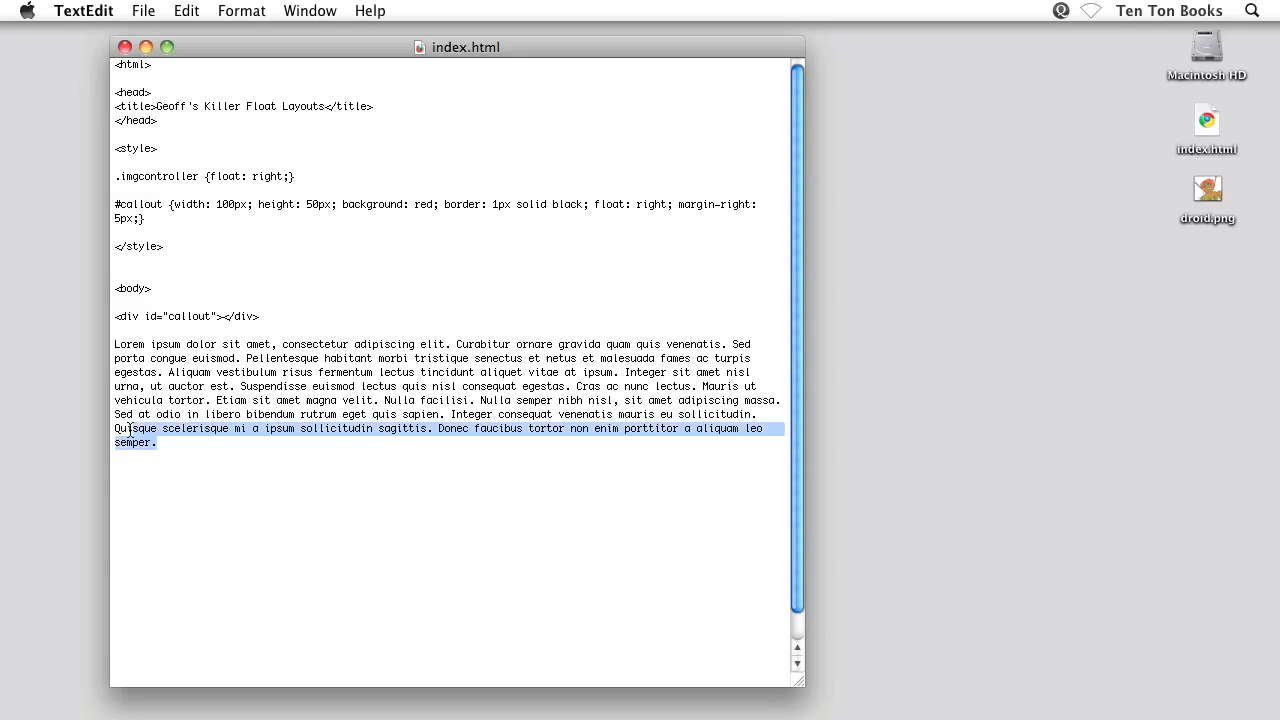 TextEdit File Edit Format Window Help Ten Ton Books
index.html
<html>
<head>
<title>Geoff's Killer Float Layouts</title>
</head>
<style>
.imgcontroller {float: right;}
#callout {width: 100px; height: 50px; background: red; border: 1px solid black; float: right; margin-right:
5px;}
</style>
<body>
<div id="callout"></div>
Lorem ipsum dolor sit amet, consectetur adipiscing elit. Curabitur ornare gravida quam quis venenatis. Sed
porta congue euismod. Pellentesque habitant morbi tristique senectus et netus et malesuada fames ac turpis
egestas. Aliquam vestibulum risus fermentum lectus tincidunt aliquet vitae at ipsum. Integer sit amet nisl
urna, ut auctor est. Suspendisse euismod lectus quis nisl consequat egestas. Cras ac nunc lectus. Mauris ut
vehicula tortor. Etiam sit amet magna velit. Nulla facilisi. Nulla semper nibh nisl, sit amet adipiscing massa.
Sed at odio in libero bibendum rutrum eget quis sapien. Integer consequat venenatis mauris eu sollicitudin.
Quisque scelerisque mi a ipsum sollicitudin sagittis. Donec faucibus tortor non enim porttitor a aliquam leo
semper.
Macintosh HD
index.html
droid.png